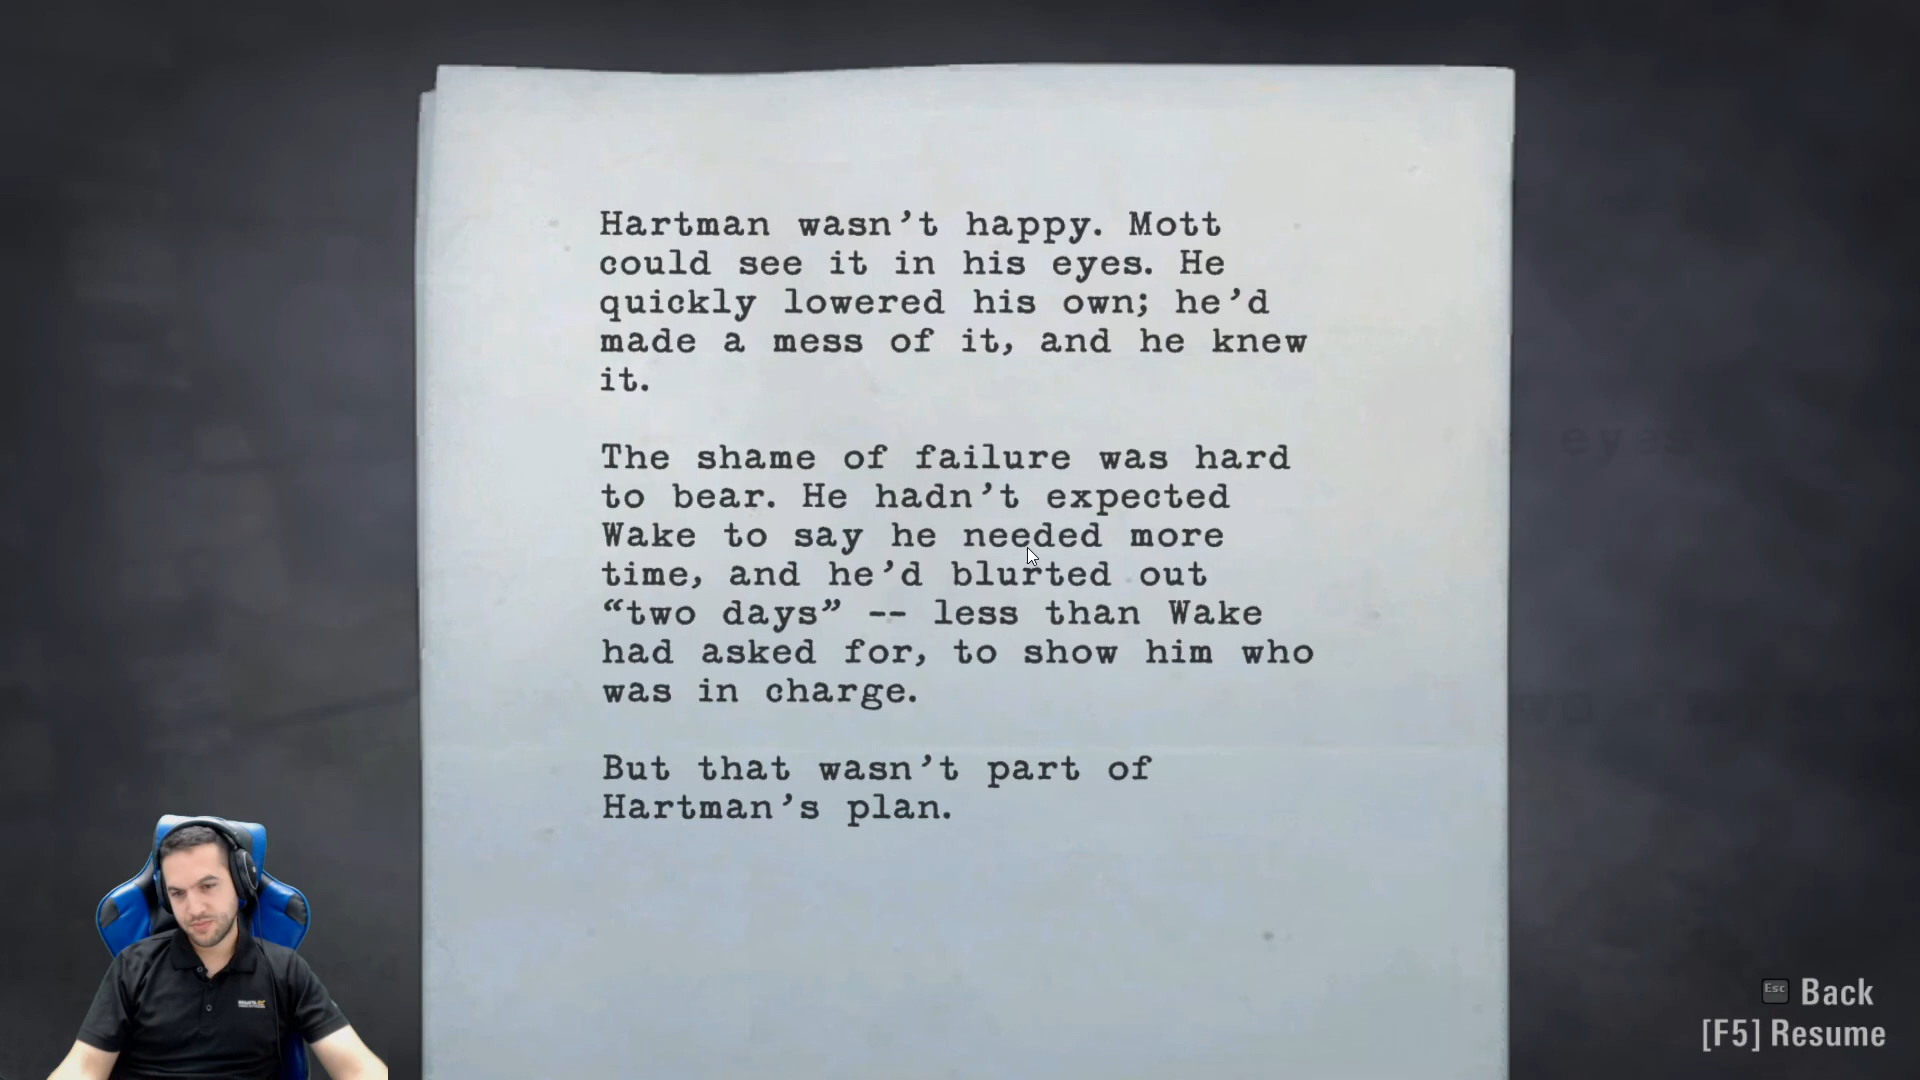 Hartman wasn’t happy. Mott
could see it in his eyes. He
quickly lowered his own; he’d
made a mess of it, and he knew
it.
The shame of failure was hard
to bear. He hadn’t expected
Wake to say he needed more
time, and he’d blurted out
“two days” -- less than Wake
had asked for, to show him who
was in charge.
But that wasn’t part of
Hartman’s plan.
Esc Back
[F5] Resume